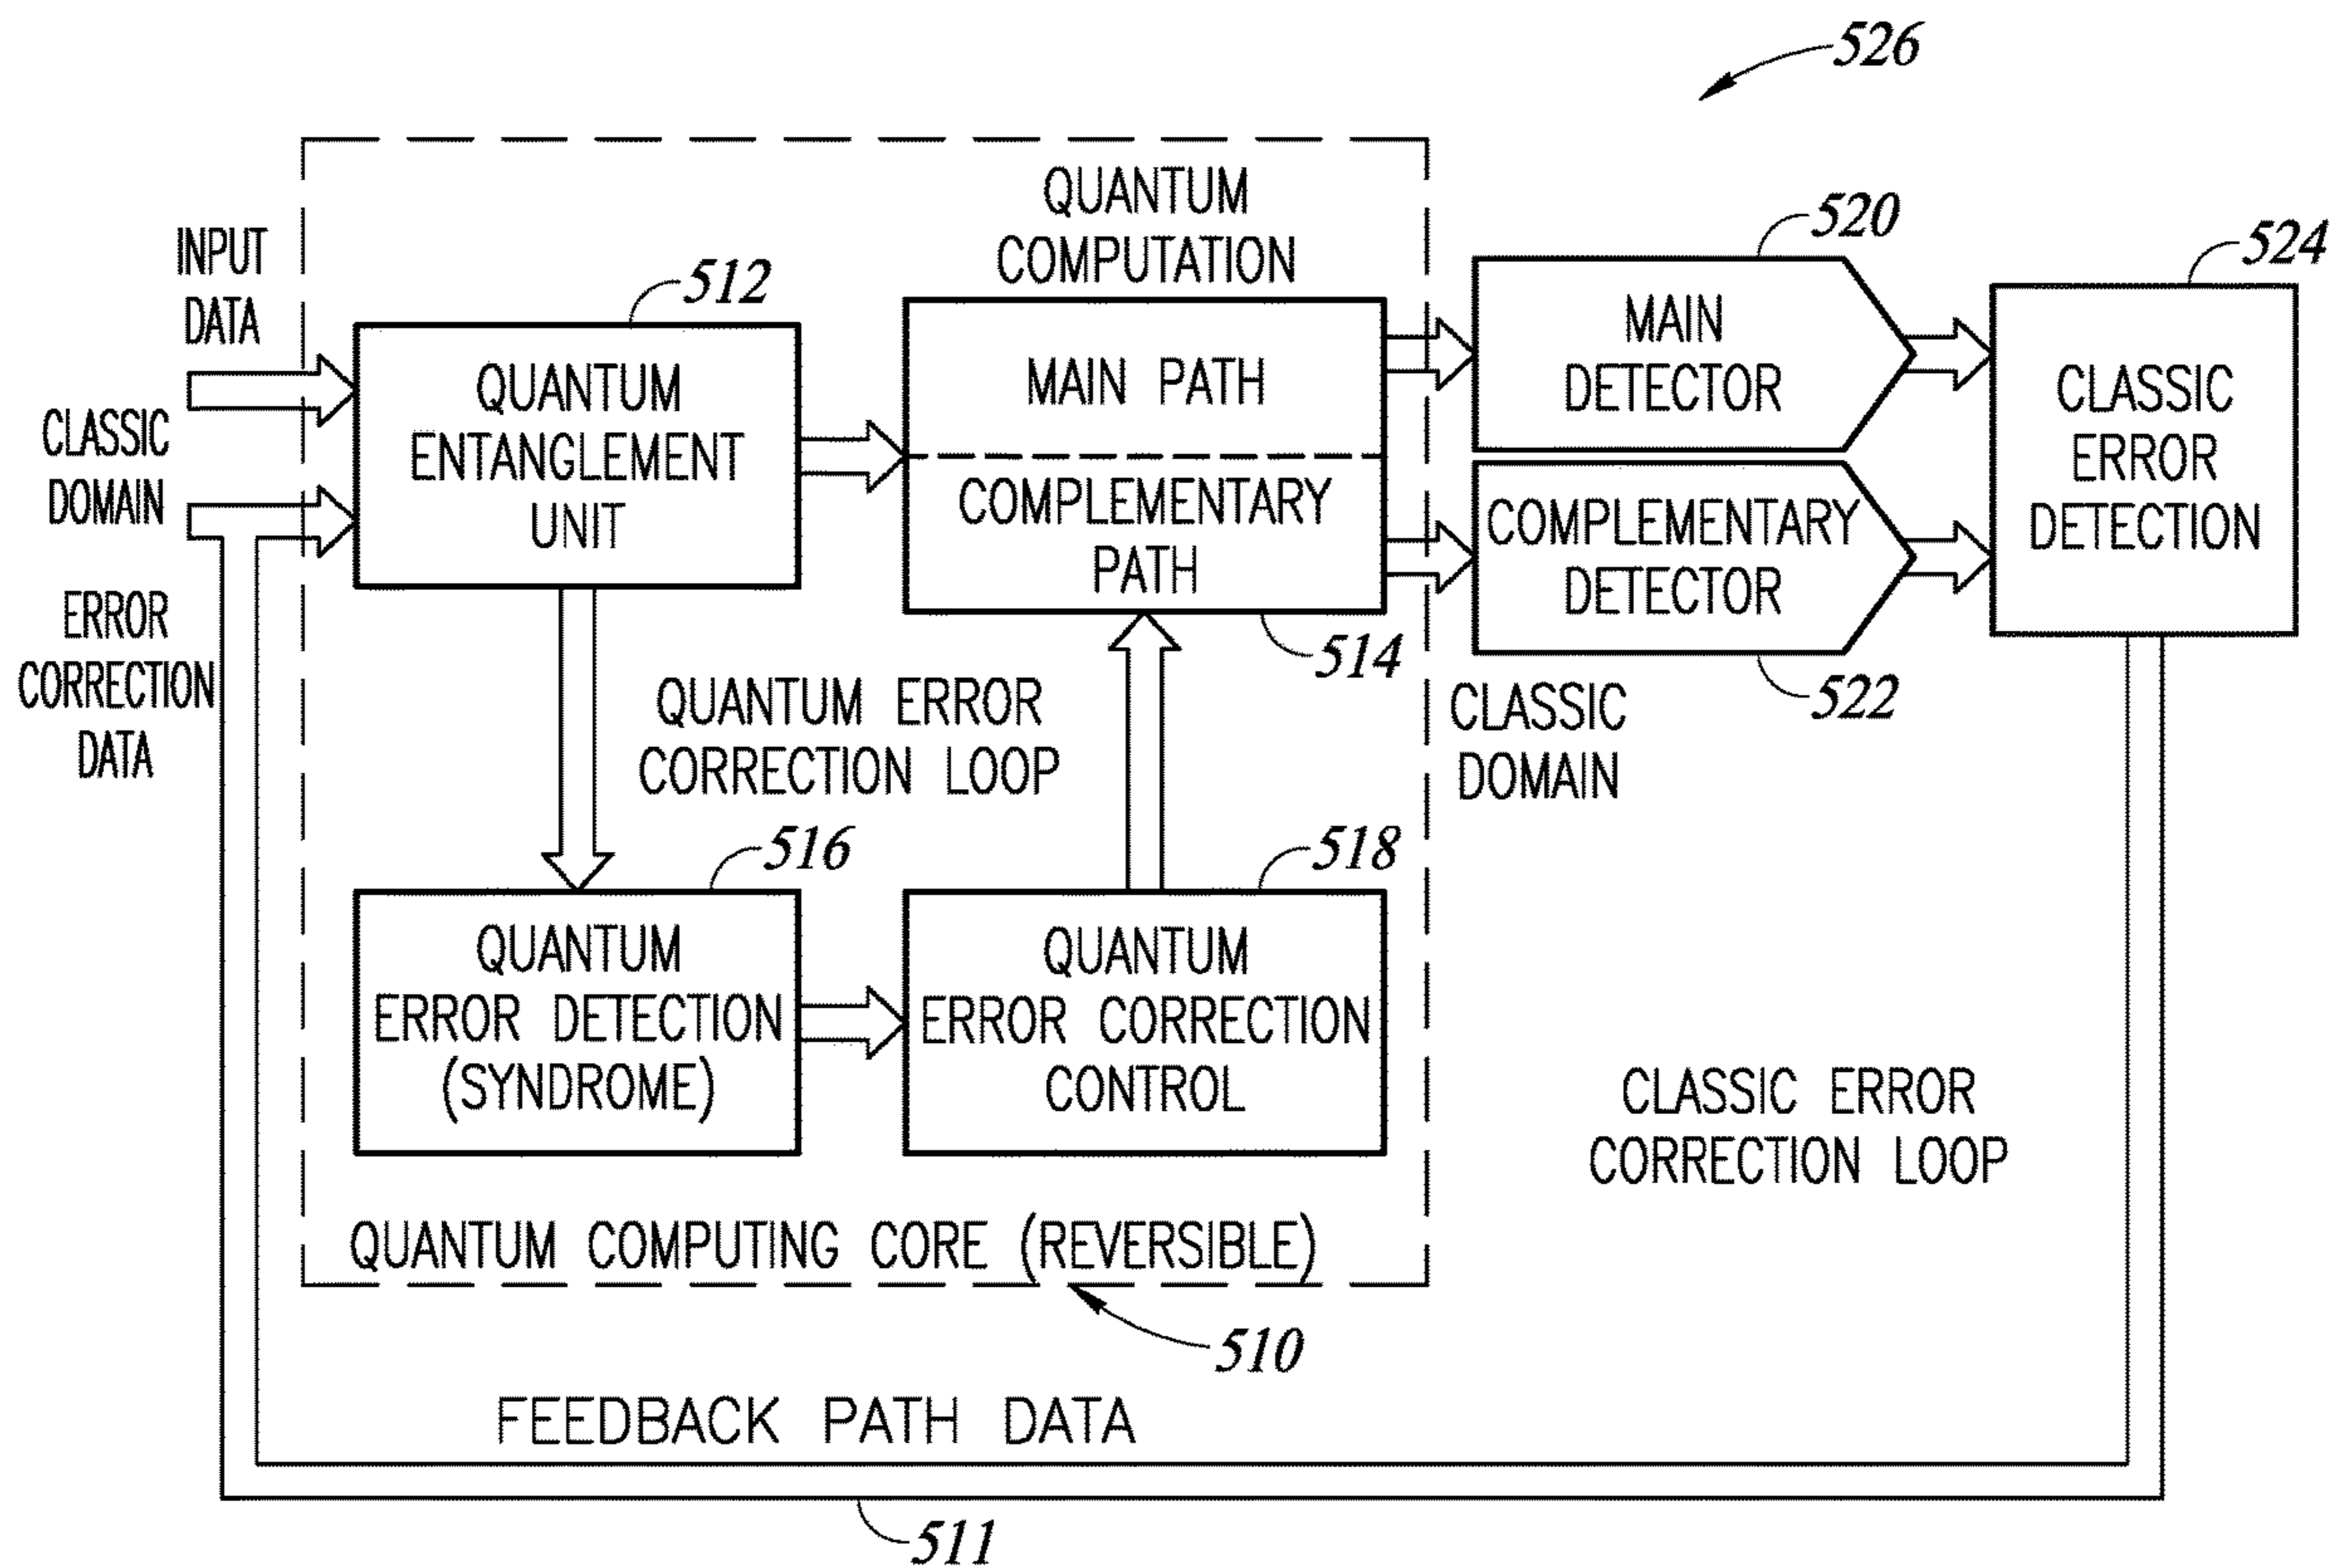 526
QUANTUM
COMPUTATION
INPUT
DATA
CLASSIC
DOMAIN
ERROR
CORRECTION
DATA
512
QUANTUM
ENTANGLEMENT
UNIT
MAIN PATH
COMPLEMENTARY
PATH
514
520
MAIN
DETECTOR
COMPLEMENTARY
DETECTOR
522
524
CLASSIC
ERROR
DETECTION
QUANTUM ERROR
CORRECTION LOOP
CLASSIC
DOMAIN
516
QUANTUM
ERROR DETECTION
(SYNDROME)
518
QUANTUM
ERROR CORRECTION
CONTROL
CLASSIC ERROR
CORRECTION LOOP
QUANTUM COMPUTING CORE (REVERSIBLE)
510
FEEDBACK PATH DATA
511